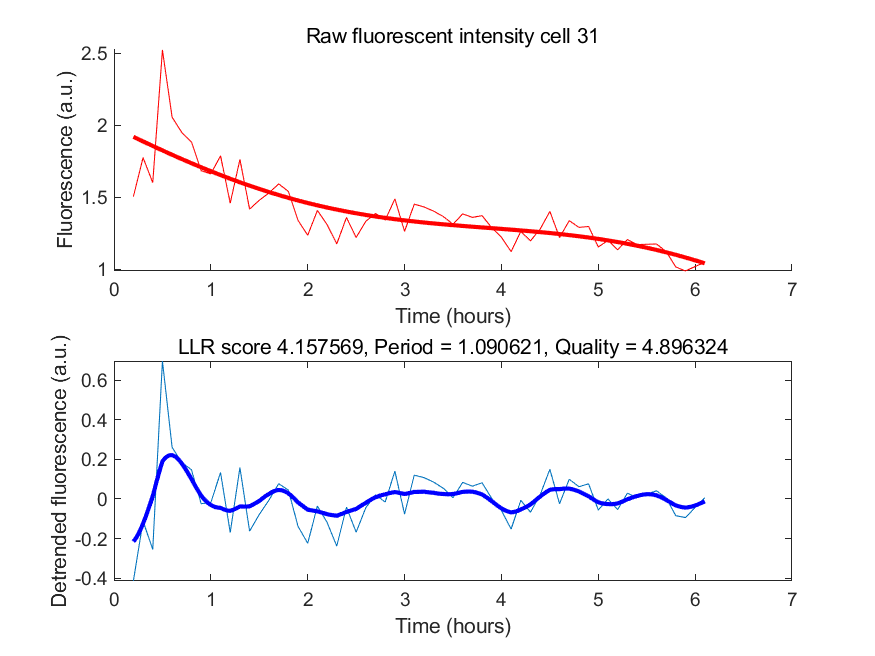 Raw fluorescent intensity cell 31
Fluorescence (a.u.)
2.5
2
1.5
1
0 1 2 3 4 5 6 7
Time (hours)
LLR score 4.157569, Period = 1.090621, Quality = 4.896324
Detrended fluorescence (a.u.)
0.6
0.4
0.2
0
-0.2
-0.4
0 1 2 3 4 5 6 7
Time (hours)